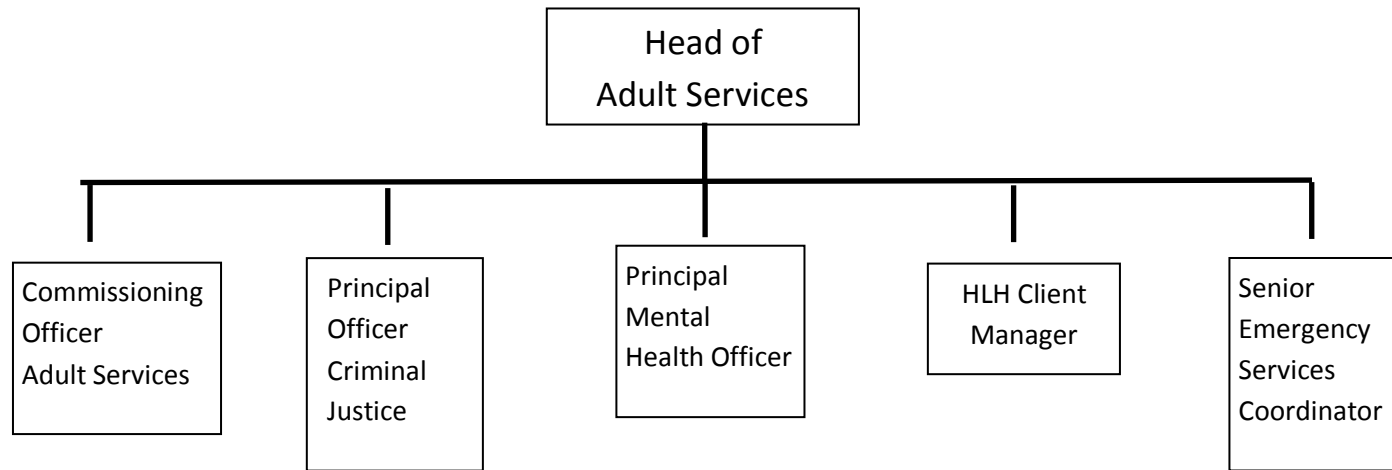 Head of
Adult Services
Commissioning
Officer
Adult Services
Principal
Officer
Criminal
Justice
Principal
Mental
Health Officer
HLH Client
Manager
Senior
Emergency
Services
Coordinator